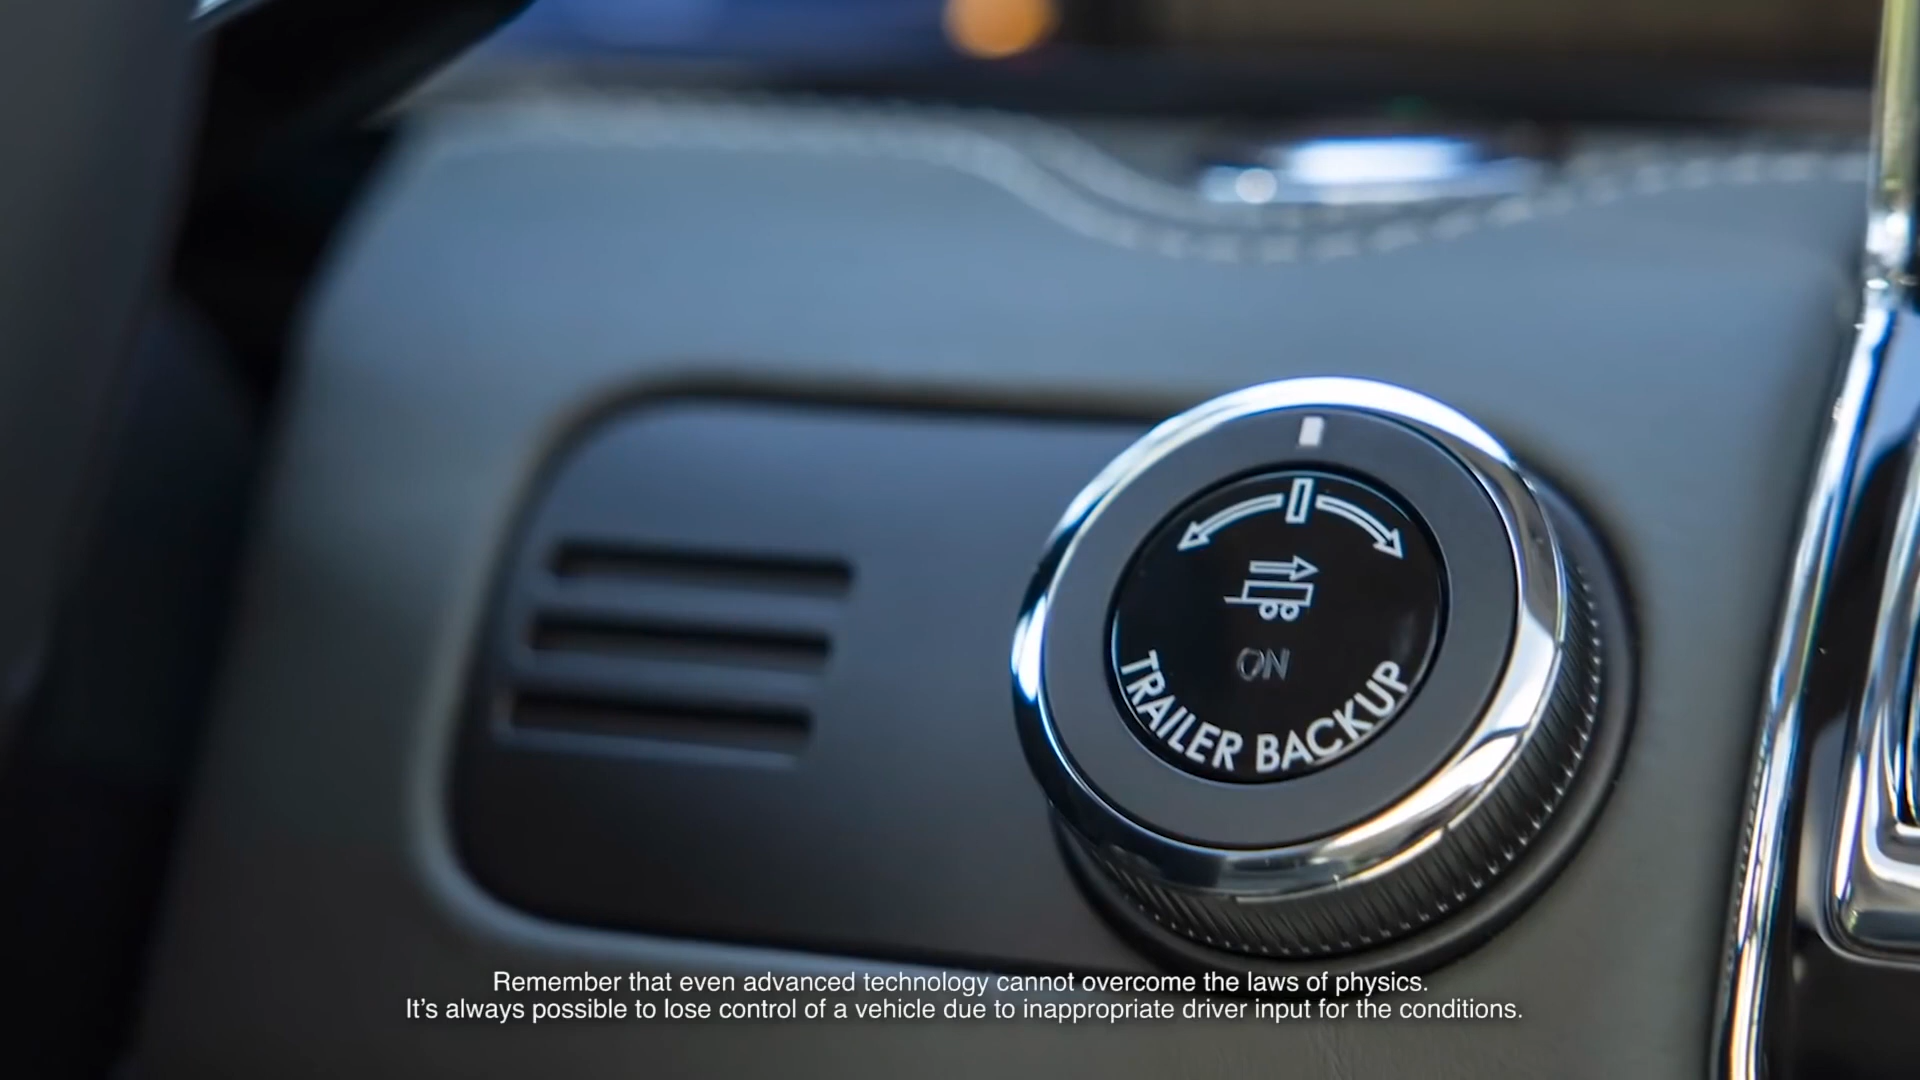 ON
TRAILER BACKUP
Remember that even advanced technology cannot overcome the laws of physics.
It's always possible to lose control of a vehicle due to inappropriate driver input for the conditions.